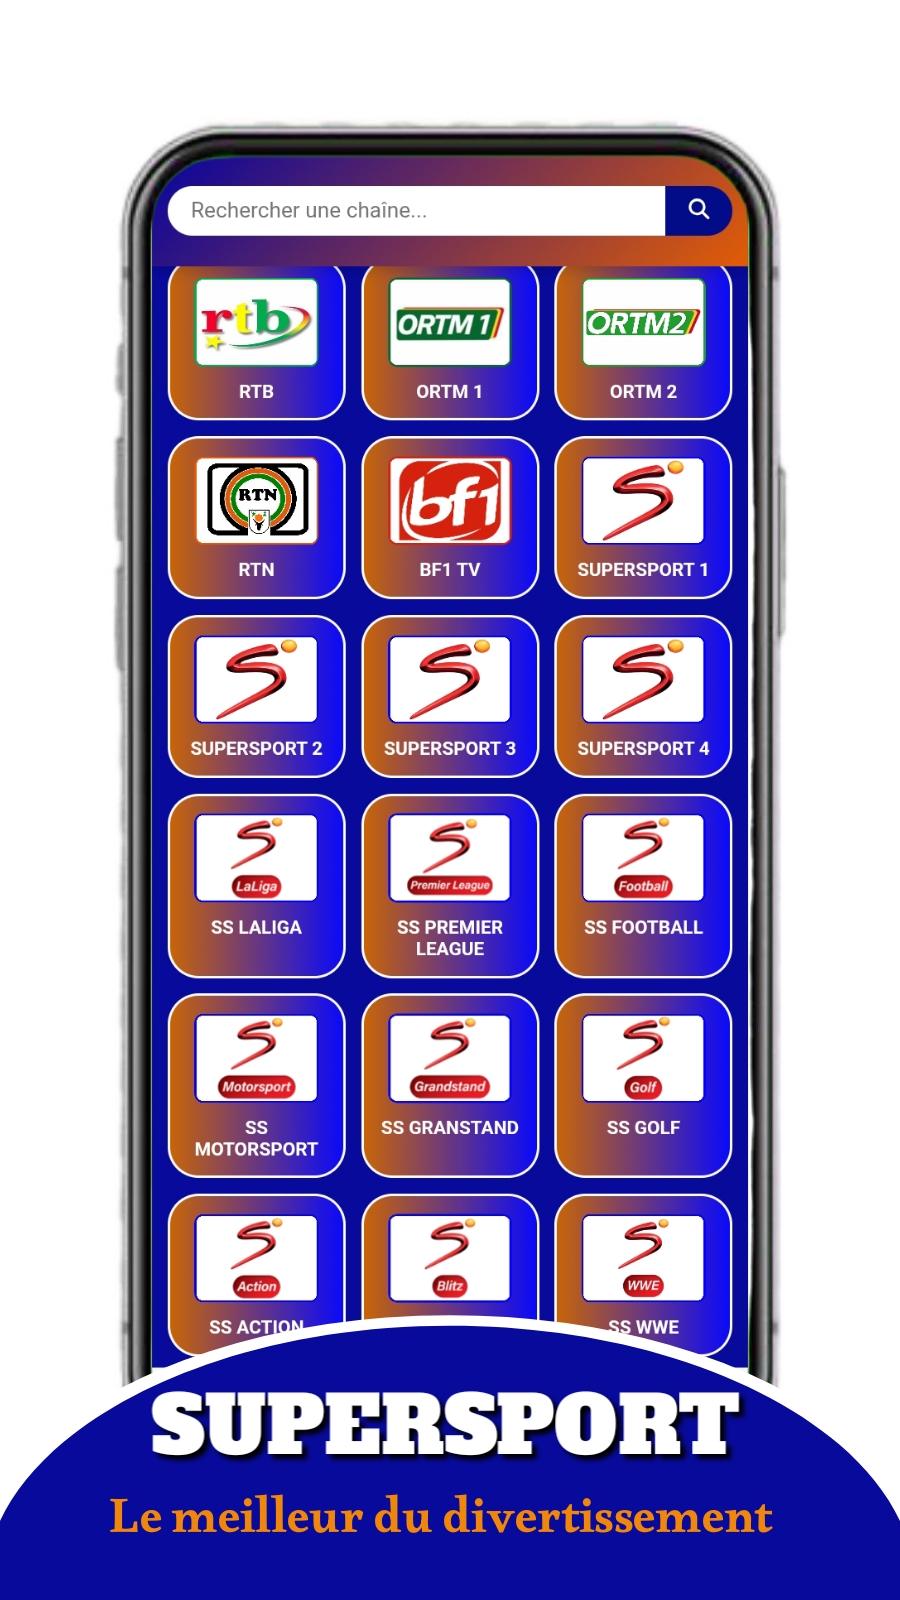 Rechercher une chaîne...
rtb
ORTM 1
ORTM2
RTB
ORTM 1
ORTM 2
RTN
bf1
RTN
BF1 TV
SUPERSPORT 1
SUPERSPORT 2
SUPERSPORT 3
SUPERSPORT 4
LaLiga
Premier League
Football
SS LALIGA
SS PREMIER
LEAGUE
SS FOOTBALL
Motorsport
Grandstand
Golf
SS
MOTORSPORT
SS GRANSTAND
SS GOLF
Action
Blitz
WWE
SS ACTION
SS WWE
SUPERSPORT
Le meilleur du divertissement